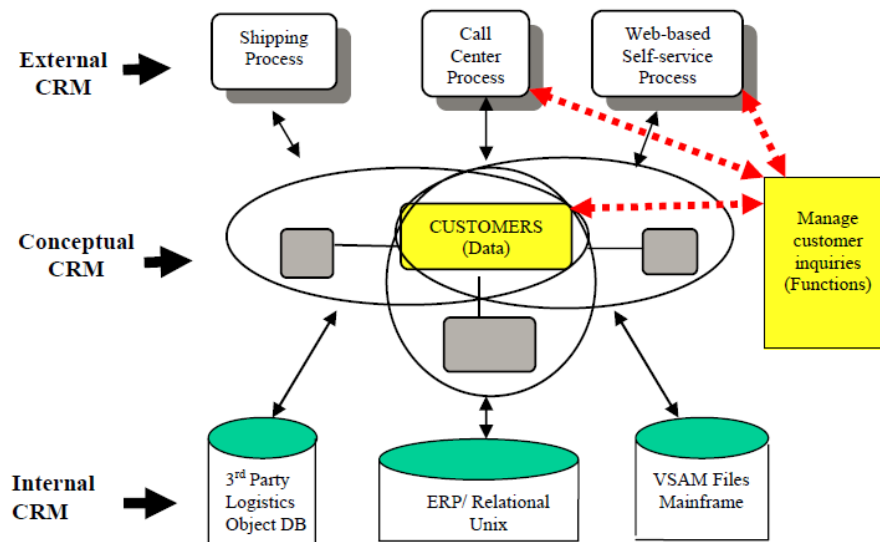 External
CRM
Shipping
Process
Call
Center
Process
Web-based
Self-service
Process
Conceptual
CRM
CUSTOMERS
(Data)
Manage
customer
inquiries
(Functions)
Internal
CRM
3rd Party
Logistics
Object DB
ERP/ Relational
Unix
VSAM Files
Mainframe